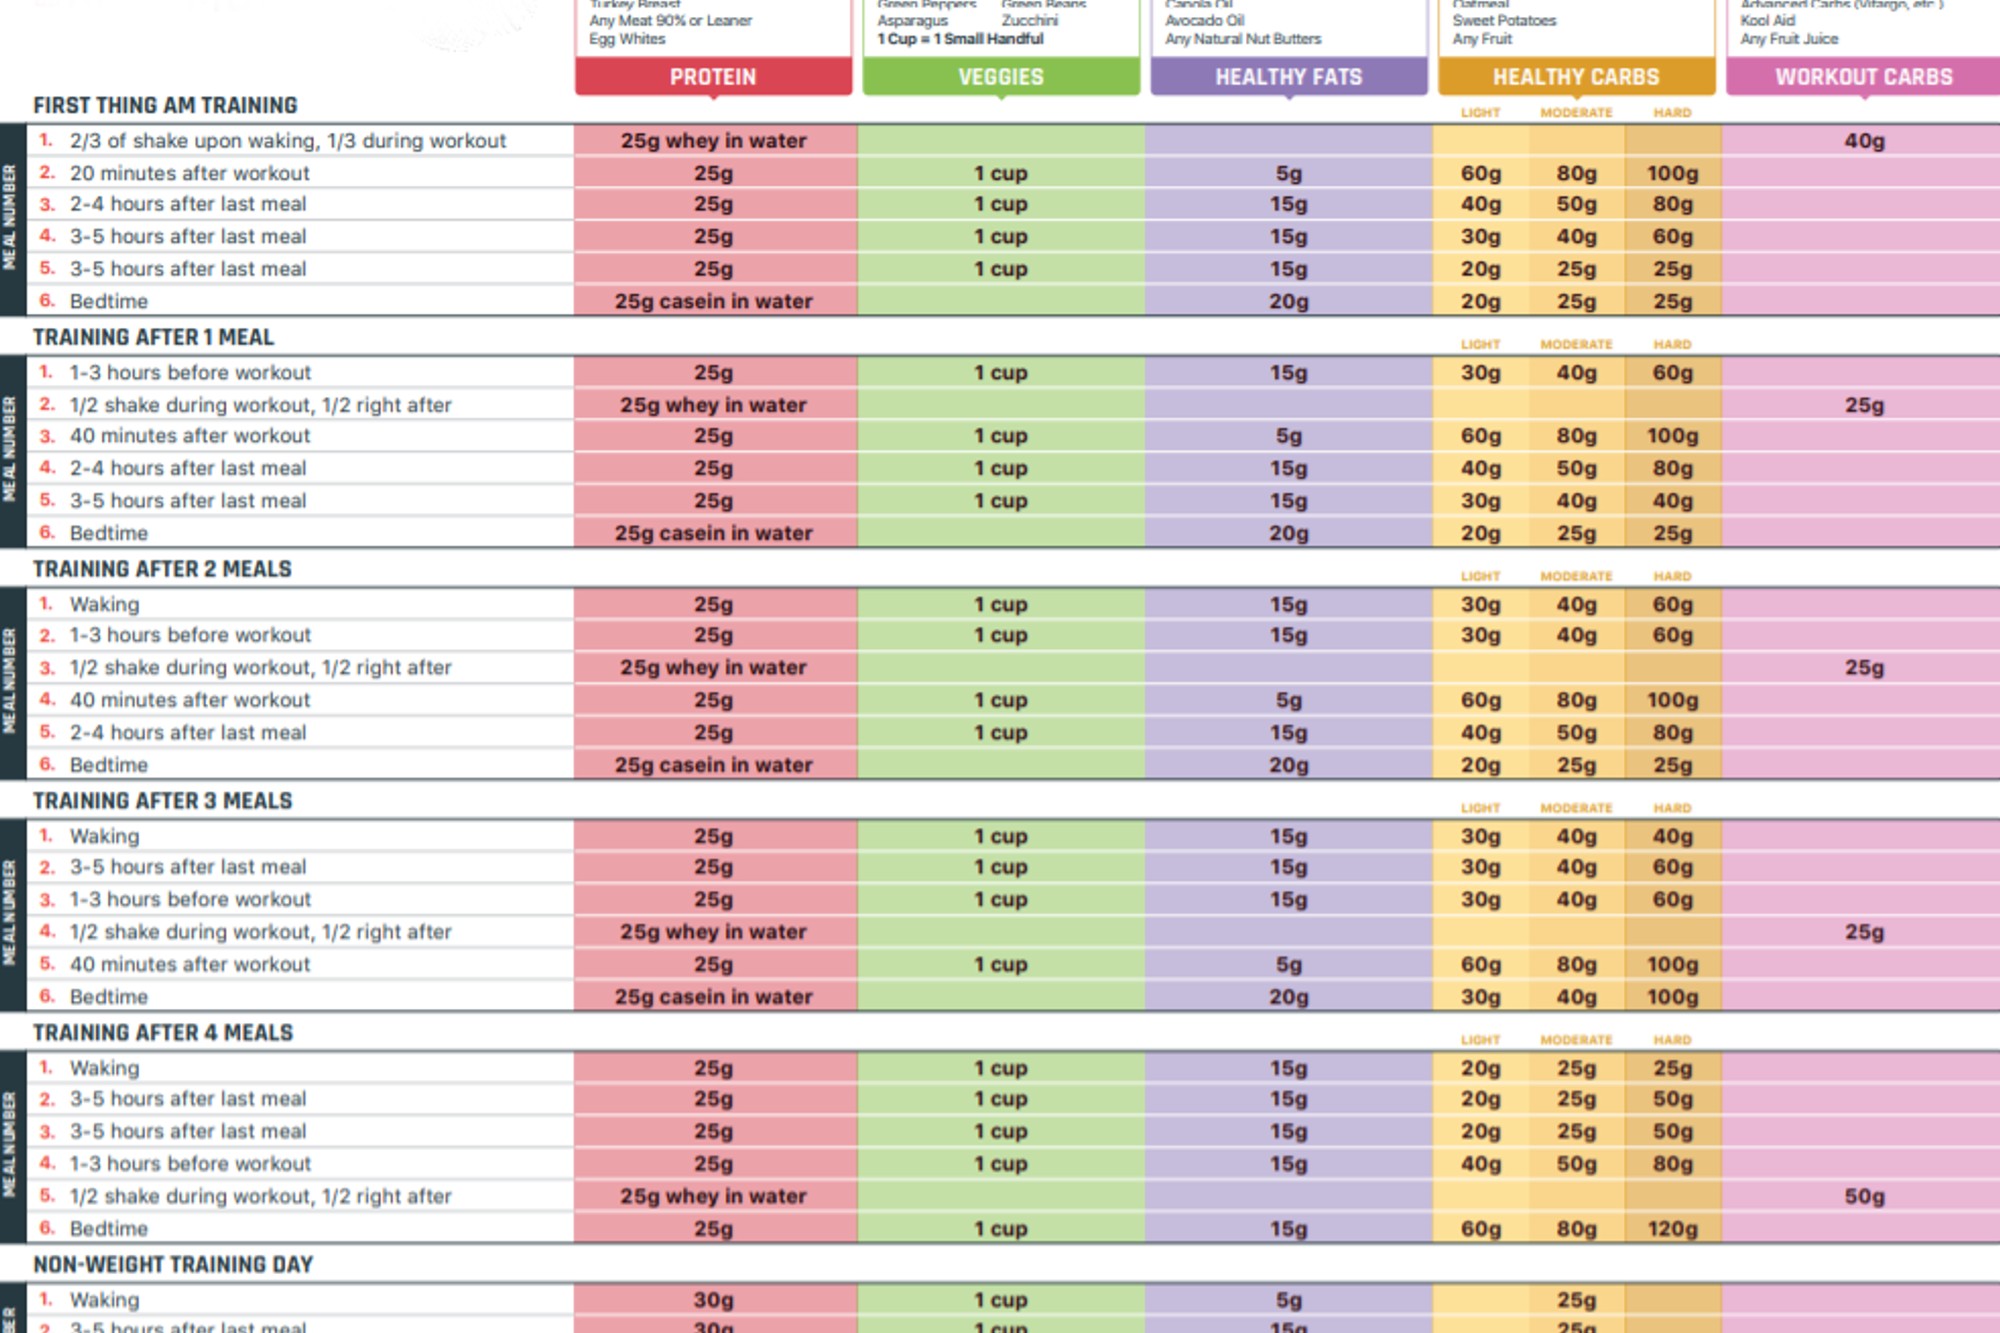 Turkey Breast Green Peppers Green Beans Canola Oil Oatmeal Advanced Carbs (Vitargo, etc.)
Any Meat 90% or Leaner Asparagus Zucchini Avocado Oil Sweet Potatoes Kool Aid
Egg Whites 1 Cup = 1 Small Handful Any Natural Nut Butters Any Fruit Any Fruit Juice
PROTEIN VEGGIES HEALTHY FATS HEALTHY CARBS WORKOUT CARBS
FIRST THING AM TRAINING LIGHT MODERATE HARD
MEAL NUMBER
1. 2/3 of shake upon waking, 1/3 during workout 25g whey in water 40g
2. 20 minutes after workout 25g 1 cup 5g 60g 80g 100g
3. 2-4 hours after last meal 25g 1 cup 15g 40g 50g 80g
4. 3-5 hours after last meal 25g 1 cup 15g 30g 40g 60g
5. 3-5 hours after last meal 25g 1 cup 15g 20g 25g 25g
6. Bedtime 25g casein in water 20g 20g 25g 25g
TRAINING AFTER 1 MEAL LIGHT MODERATE HARD
MEAL NUMBER
1. 1-3 hours before workout 25g 1 cup 15g 30g 40g 60g
2. 1/2 shake during workout, 1/2 right after 25g whey in water 25g
3. 40 minutes after workout 25g 1 cup 5g 60g 80g 100g
4. 2-4 hours after last meal 25g 1 cup 15g 40g 50g 80g
5. 3-5 hours after last meal 25g 1 cup 15g 30g 40g 40g
6. Bedtime 25g casein in water 20g 20g 25g 25g
TRAINING AFTER 2 MEALS LIGHT MODERATE HARD
MEAL NUMBER
1. Waking 25g 1 cup 15g 30g 40g 60g
2. 1-3 hours before workout 25g 1 cup 15g 30g 40g 60g
3. 1/2 shake during workout, 1/2 right after 25g whey in water 25g
4. 40 minutes after workout 25g 1 cup 5g 60g 80g 100g
5. 2-4 hours after last meal 25g 1 cup 15g 40g 50g 80g
6. Bedtime 25g casein in water 20g 20g 25g 25g
TRAINING AFTER 3 MEALS LIGHT MODERATE HARD
MEAL NUMBER
1. Waking 25g 1 cup 15g 30g 40g 40g
2. 3-5 hours after last meal 25g 1 cup 15g 30g 40g 60g
3. 1-3 hours before workout 25g 1 cup 15g 30g 40g 60g
4. 1/2 shake during workout, 1/2 right after 25g whey in water 25g
5. 40 minutes after workout 25g 1 cup 5g 60g 80g 100g
6. Bedtime 25g casein in water 20g 30g 40g 100g
TRAINING AFTER 4 MEALS LIGHT MODERATE HARD
MEAL NUMBER
1. Waking 25g 1 cup 15g 20g 25g 25g
2. 3-5 hours after last meal 25g 1 cup 15g 20g 25g 50g
3. 3-5 hours after last meal 25g 1 cup 15g 20g 25g 50g
4. 1-3 hours before workout 25g 1 cup 15g 40g 50g 80g
5. 1/2 shake during workout, 1/2 right after 25g whey in water 50g
6. Bedtime 25g 1 cup 15g 60g 80g 120g
NON-WEIGHT TRAINING DAY
1. Waking 30g 1 cup 5g 25g
2. 3-5 hours after last meal 30g 1 cup 15g 25g